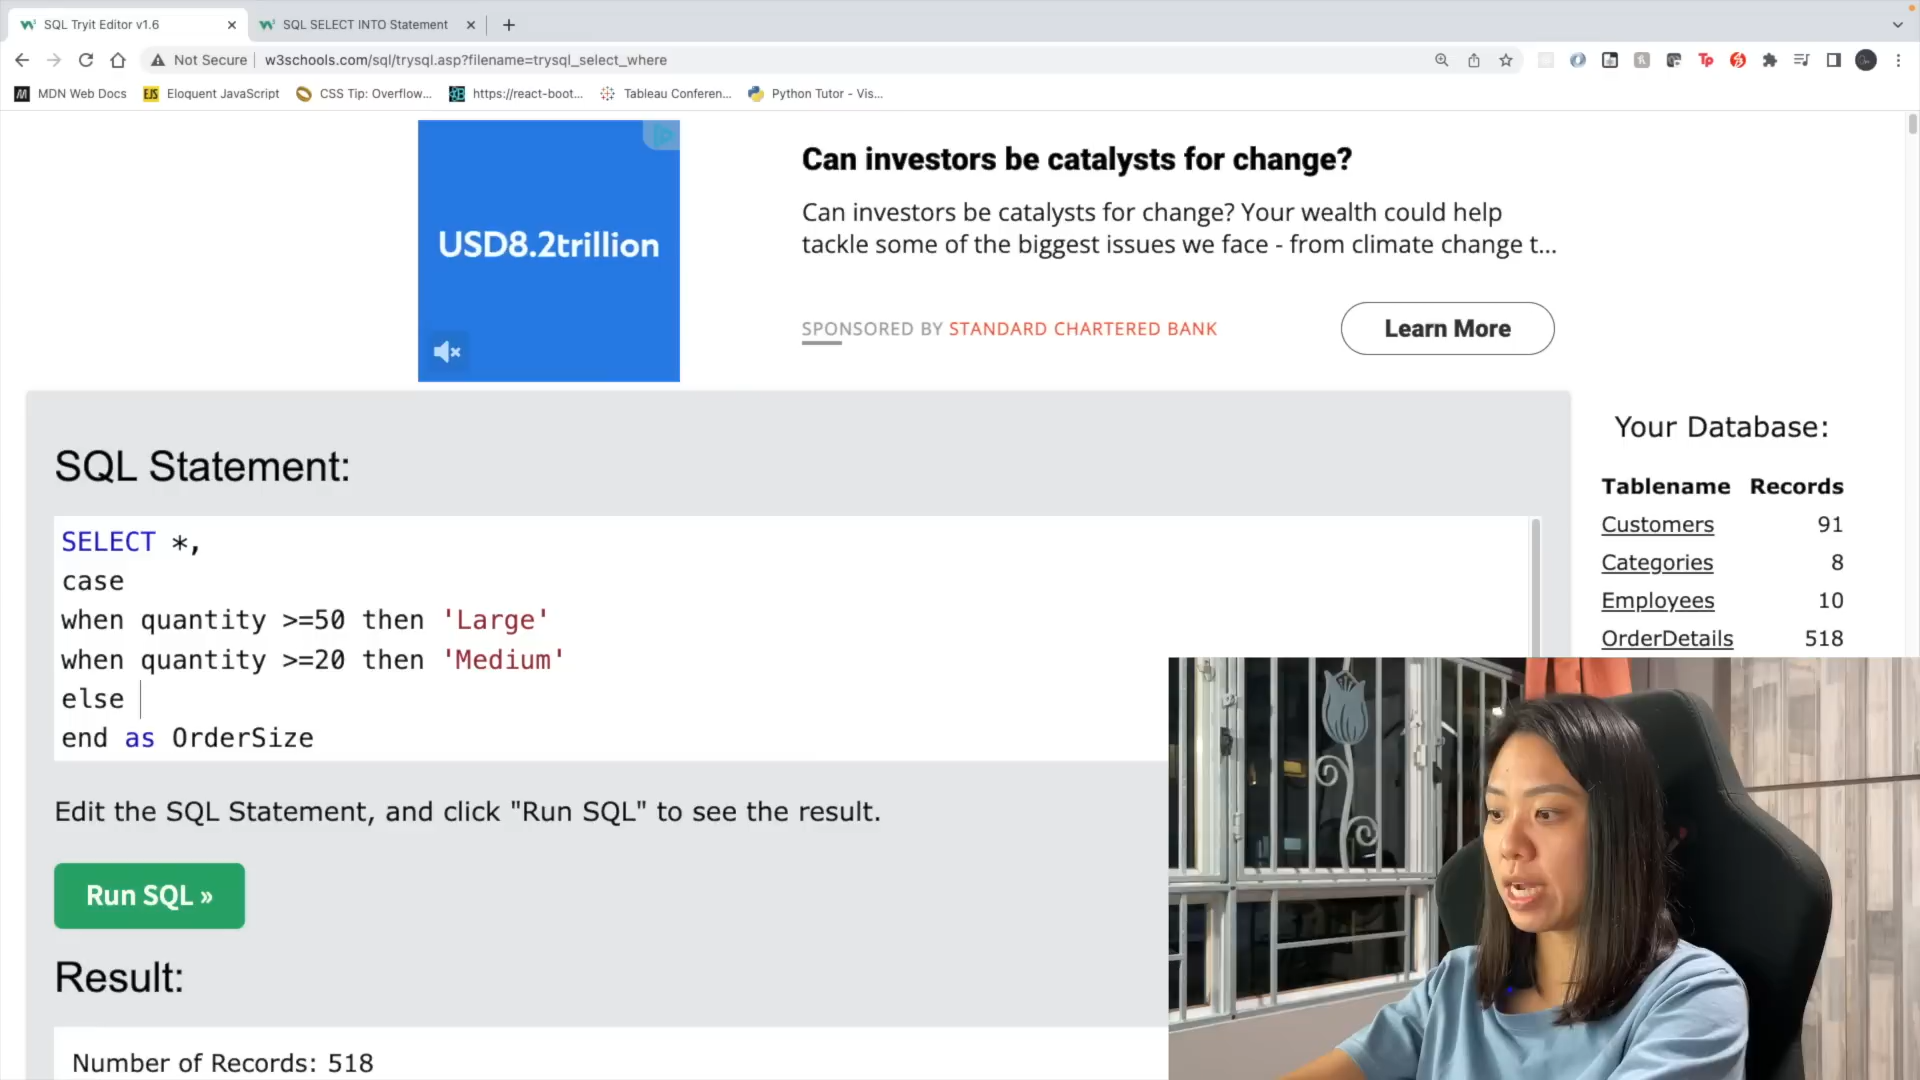 SQL Tryit Editor v1.6
SQL SELECT INTO Statement
Not Secure
w3schools.com/sql/trysql.asp?filename=trysql_select_where
MDN Web Docs
EJS
Eloquent JavaScript
CSS Tip: Overflow...
https://react-boot...
Tableau Conferen...
Python Tutor - Vis...
USD8.2trillion
Can investors be catalysts for change?
Can investors be catalysts for change? Your wealth could help
tackle some of the biggest issues we face - from climate change t...
SPONSORED BY STANDARD CHARTERED BANK
Learn More
SQL Statement:
SELECT *,
case
when quantity >=50 then 'Large'
when quantity >=20 then 'Medium'
else
end as OrderSize
Edit the SQL Statement, and click "Run SQL" to see the result.
Run SQL »
Result:
Number of Records: 518
Your Database:
Tablename Records
Customers 91
Categories 8
Employees 10
OrderDetails 518